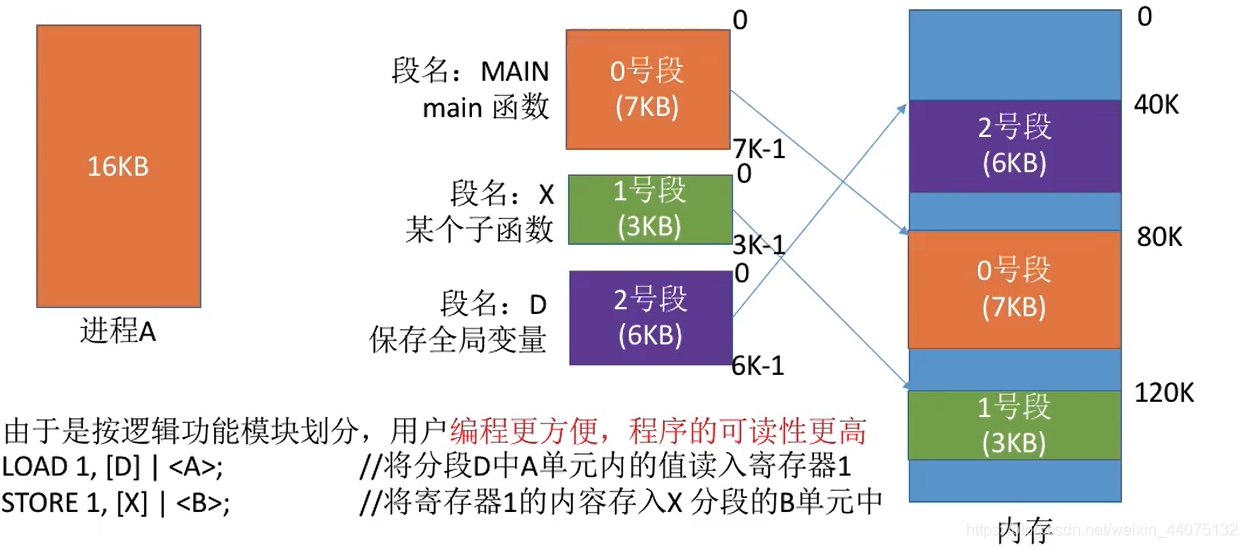 16KB
进程A
段名：MAIN
main 函数
0
0号段
(7KB)
7K-1
段名：X
某个子函数
0
1号段
(3KB)
3K-1
段名：D
保存全局变量
0
2号段
(6KB)
6K-1
0
40K
2号段
(6KB)
80K
0号段
(7KB)
120K
1号段
(3KB)
内存
由于是按逻辑功能模块划分，用户编程更方便，程序的可读性更高
LOAD 1, [D] | <A>; //将分段D中A单元内的值读入寄存器1
STORE 1, [X] | <B>; //将寄存器1的内容存入X 分段的B单元中